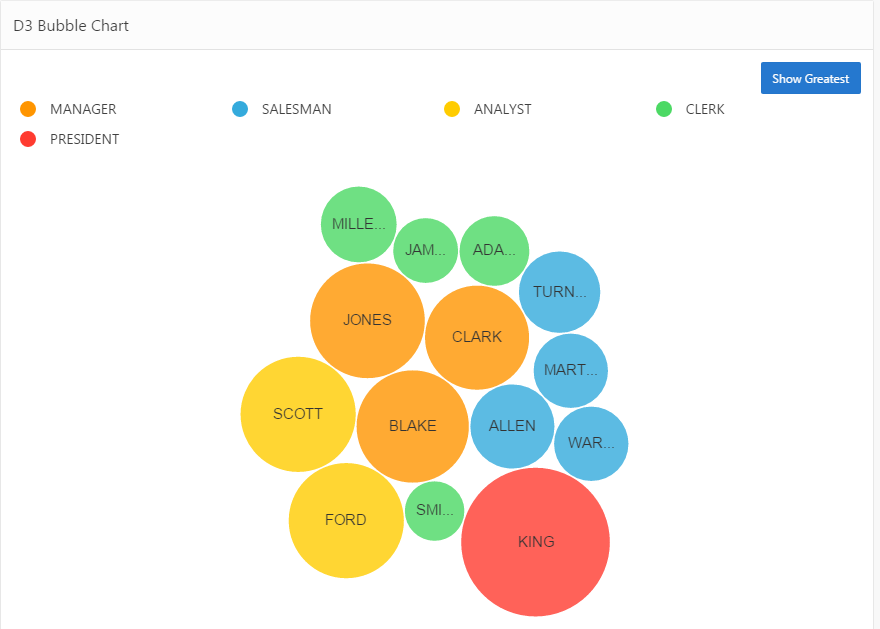 D3 Bubble Chart
Show Greatest
MANAGER SALESMAN ANALYST CLERK
PRESIDENT
MILLE...
JAM... ADA...
TURN...
JONES
CLARK
MART...
SCOTT
BLAKE ALLEN
WAR...
SMI...
FORD
KING